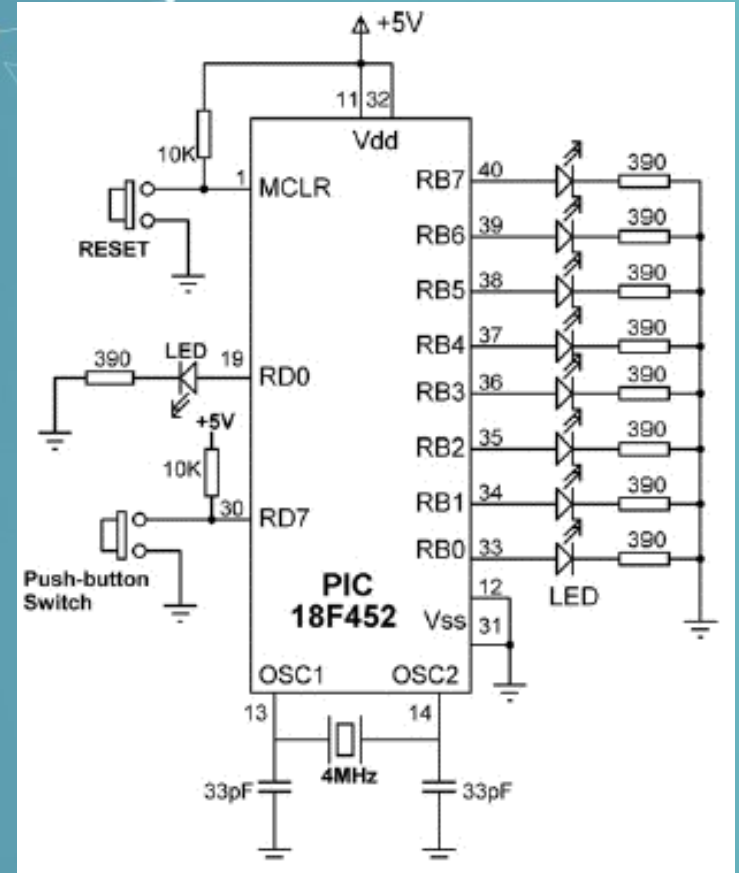 +5V
11 32
Vdd
10K
1 MCLR
RESET
RB7 40 390
RB6 39 390
RB5 38 390
RB4 37 390
RB3 36 390
RB2 35 390
RB1 34 390
RB0 33 390
LED
390 LED 19 RD0
+5V
10K
30 RD7
Push-button
Switch
PIC
18F452
12
Vss 31
OSC1 OSC2
13 14
4MHz
33pF 33pF